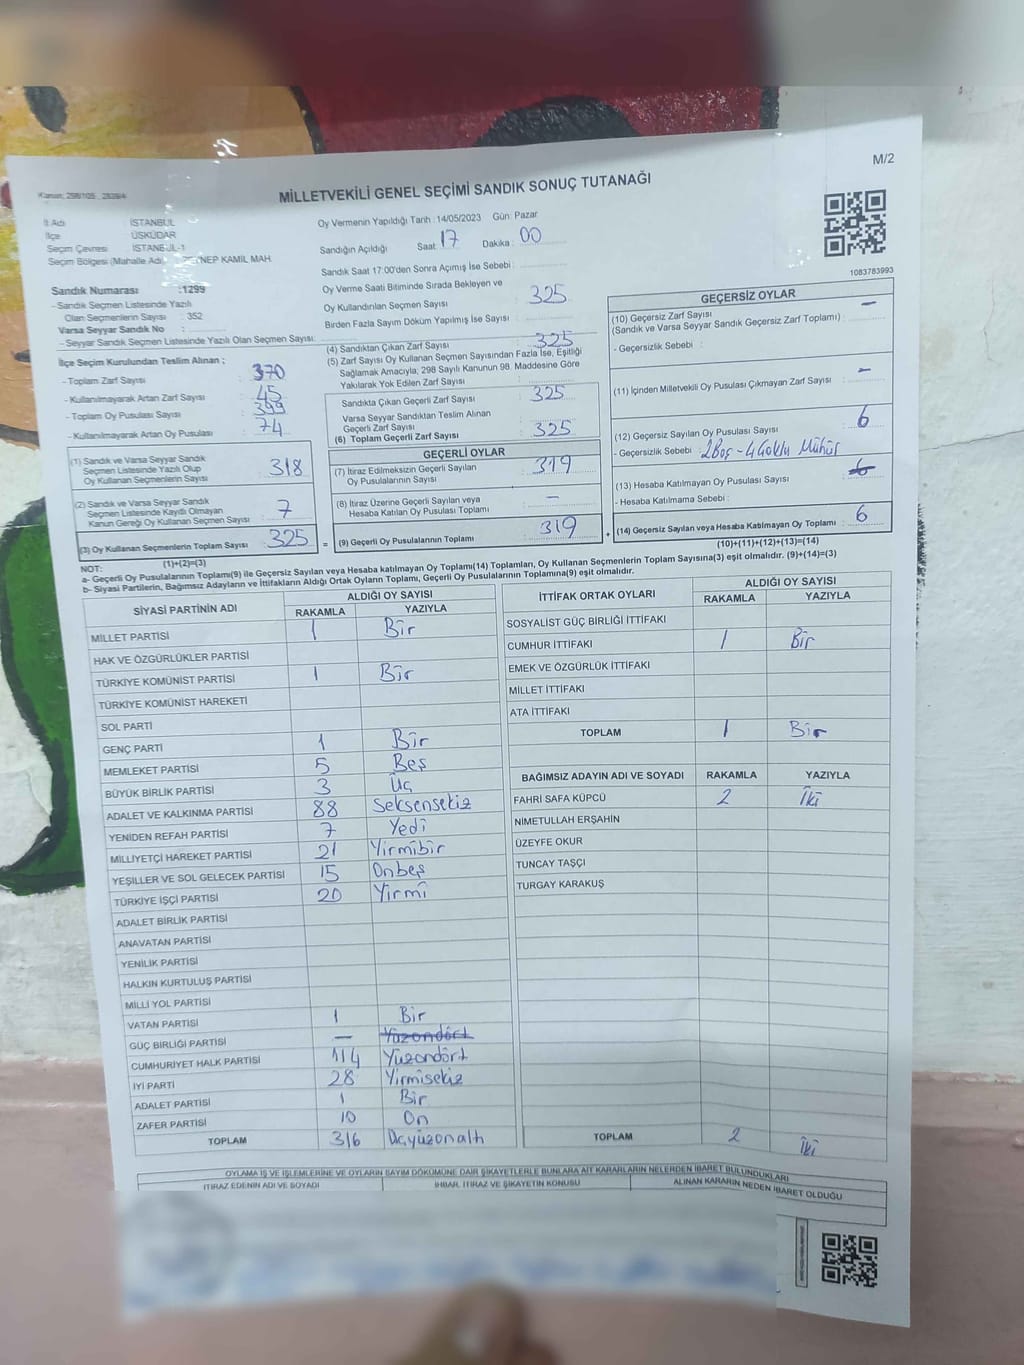 M/2
Kanun: 298/105 , 2839/4
MİLLETVEKİLİ GENEL SEÇİMİ SANDIK SONUÇ TUTANAĞI
İl Adı İSTANBUL
İlçe ÜSKÜDAR
Seçim Çevresi İSTANBUL-1
Seçim Bölgesi (Mahalle Adı ZEYNEP KAMİL MAH.
Oy Vermenin Yapıldığı Tarih :14/05/2023 Gün: Pazar
Sandığın Açıldığı Saat: 17 Dakika: 00
Sandık Saat 17:00'den Sonra Açımış İse Sebebi :
1083783993
Sandık Numarası :1299
- Sandık Seçmen Listesinde Yazılı
Olan Seçmenlerin Sayısı : 352
Varsa Seyyar Sandık No :
- Seyyar Sandık Seçmen Listesinde Yazılı Olan Seçmen Sayısı:
Oy Verme Saati Bitiminde Sırada Bekleyen ve
Oy Kullandırılan Seçmen Sayısı : 325
Birden Fazla Sayım Döküm Yapılmış İse Sayısı :
(4) Sandıktan Çıkan Zarf Sayısı : 325
(5) Zarf Sayısı Oy Kullanan Seçmen Sayısından Fazla İse, Eşitliği
Sağlamak Amacıyla, 298 Sayılı Kanunun 98. Maddesine Göre
Yakılarak Yok Edilen Zarf Sayısı :
İlçe Seçim Kurulundan Teslim Alınan ;
- Toplam Zarf Sayısı : 370
- Kullanılmayarak Artan Zarf Sayısı : 45
- Toplam Oy Pusulası Sayısı : 399
- Kullanılmayarak Artan Oy Pusulası : 74
Sandıkta Çıkan Geçerli Zarf Sayısı : 325
Varsa Seyyar Sandıktan Teslim Alınan
Geçerli Zarf Sayısı :
(6) Toplam Geçerli Zarf Sayısı : 325
(1) Sandık ve Varsa Seyyar Sandık
Seçmen Listesinde Yazılı Olup
Oy Kullanan Seçmenlerin Sayısı : 318
(2) Sandık ve Varsa Seyyar Sandık
Seçmen Listesinde Kaydı Olmayan
Kanun Gereği Oy Kullanan Seçmen Sayısı : 7
(3) Oy Kullanan Seçmenlerin Toplam Sayısı : 325
(1)+(2)=(3)
GEÇERLİ OYLAR
(7) İtiraz Edilmeksizin Geçerli Sayılan
Oy Pusulalarının Sayısı : 319
(8) İtiraz Üzerine Geçerli Sayılan veya
Hesaba Katılan Oy Pusulası Toplamı : –
(9) Geçerli Oy Pusulalarının Toplamı : 319
GEÇERSİZ OYLAR
(10) Geçersiz Zarf Sayısı : –
(Sandık ve Varsa Seyyar Sandık Geçersiz Zarf Toplamı) :
- Geçersizlik Sebebi :
(11) İçinden Milletvekili Oy Pusulası Çıkmayan Zarf Sayısı : –
(12) Geçersiz Sayılan Oy Pusulası Sayısı : 6
- Geçersizlik Sebebi : 2Boş - 4 Çoklu Mühür
(13) Hesaba Katılmayan Oy Pusulası Sayısı : 6
- Hesaba Katılmama Sebebi :
(14) Geçersiz Sayılan veya Hesaba Katılmayan Oy Toplamı : 6
(10)+(11)+(12)+(13)=(14)
NOT:
a- Geçerli Oy Pusulasının Toplamı(9) ile Geçersiz Sayılan veya Hesaba katılmayan Oy Toplamı(14) Toplamları, Oy Kullanan Seçmenlerin Toplam Sayısına(3) eşit olmalıdır. (9)+(14)=(3)
b- Siyasi Partilerin, Bağımsız Adayların ve İttifakların Aldığı Ortak Oyların Toplamı, Geçerli Oy Pusulalarının Toplamına(9) eşit olmalıdır.
SİYASİ PARTİNİN ADI ALDIĞI OY SAYISI
RAKAMLA YAZIYLA
MİLLET PARTİSİ 1 Bir
HAK VE ÖZGÜRLÜKLER PARTİSİ
TÜRKİYE KOMÜNİST PARTİSİ 1 Bir
TÜRKİYE KOMÜNİST HAREKETİ
SOL PARTİ
GENÇ PARTİ 1 Bir
MEMLEKET PARTİSİ 5 Beş
BÜYÜK BİRLİK PARTİSİ 3 Üç
ADALET VE KALKINMA PARTİSİ 88 Seksensekiz
YENİDEN REFAH PARTİSİ 7 Yedi
MİLLİYETÇİ HAREKET PARTİSİ 21 Yirmibir
YEŞİLLER VE SOL GELECEK PARTİSİ 15 Onbeş
TÜRKİYE İŞÇİ PARTİSİ 20 Yirmi
ADALET BİRLİK PARTİSİ
ANAVATAN PARTİSİ
YENİLİK PARTİSİ
HALKIN KURTULUŞ PARTİSİ
MİLLİ YOL PARTİSİ
VATAN PARTİSİ 1 Bir
GÜÇ BİRLİĞİ PARTİSİ – Yüzondört
CUMHURİYET HALK PARTİSİ 114 Yüzondört
İYİ PARTİ 28 Yirmisekiz
ADALET PARTİSİ 1 Bir
ZAFER PARTİSİ 10 On
TOPLAM 316 Üçyüzonaltı
İTTİFAK ORTAK OYLARI ALDIĞI OY SAYISI
RAKAMLA YAZIYLA
SOSYALİST GÜÇ BİRLİĞİ İTTİFAKI
CUMHUR İTTİFAKI 1 Bir
EMEK VE ÖZGÜRLÜK İTTİFAKI
MİLLET İTTİFAKI
ATA İTTİFAKI
TOPLAM 1 Bir
BAĞIMSIZ ADAYIN ADI VE SOYADI RAKAMLA YAZIYLA
FAHRİ SAFA KÜPCÜ 2 İki
NİMETULLAH ERŞAHİN
ÜZEYFE OKUR
TUNCAY TAŞÇI
TURGAY KARAKUŞ
TOPLAM 2 İki
OYLAMA İŞ VE İŞLEMLERİNE VE OYLARIN SAYIM DÖKÜMÜNE DAİR ŞİKAYETLERLE BUNLARA AİT KARARLARIN NELERDEN İBARET BULUNDUKLARI
İTİRAZ EDENİN ADI VE SOYADI İHBAR, İTİRAZ VE ŞİKAYETİN KONUSU ALINAN KARARIN NEDEN İBARET OLDUĞU